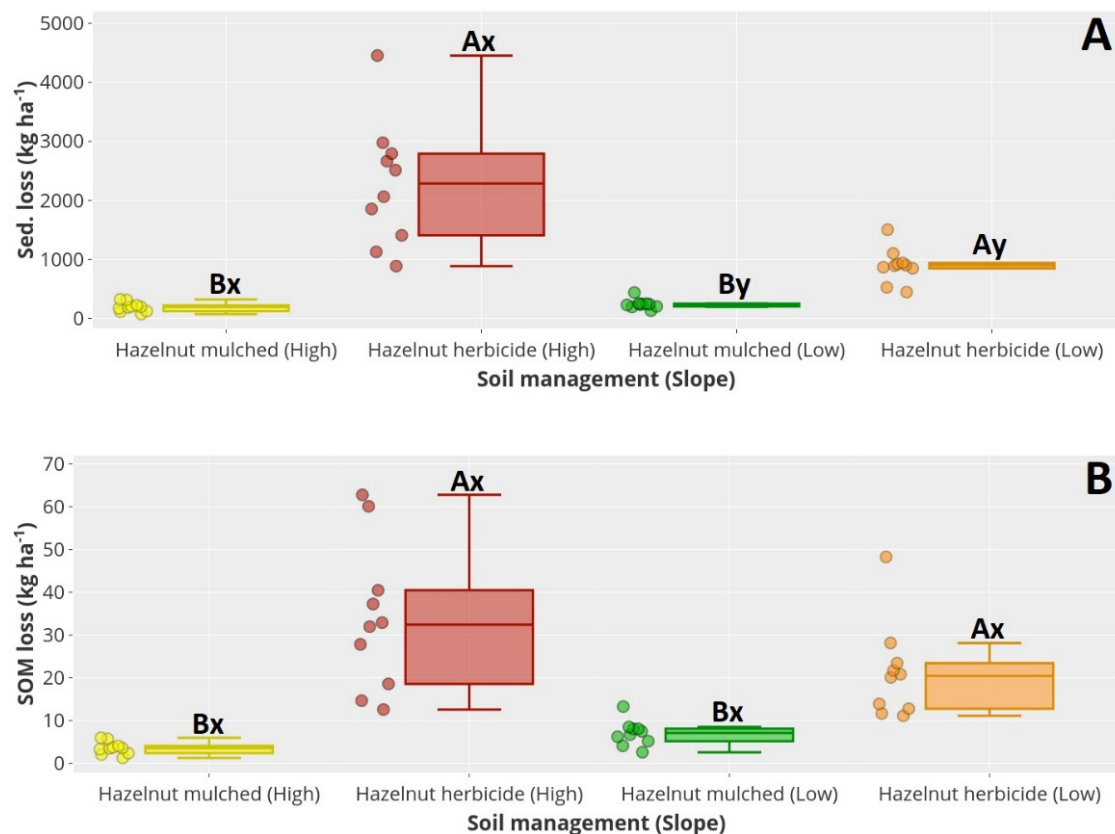 A
5000
4000
3000
2000
1000
0
Sed. loss (kg ha⁻¹)
Bx
Ax
By
Ay
Hazelnut mulched (High)
Hazelnut herbicide (High)
Hazelnut mulched (Low)
Hazelnut herbicide (Low)
Soil management (Slope)
B
70
60
50
40
30
20
10
0
SOM loss (kg ha⁻¹)
Bx
Ax
Bx
Ax
Hazelnut mulched (High)
Hazelnut herbicide (High)
Hazelnut mulched (Low)
Hazelnut herbicide (Low)
Soil management (Slope)